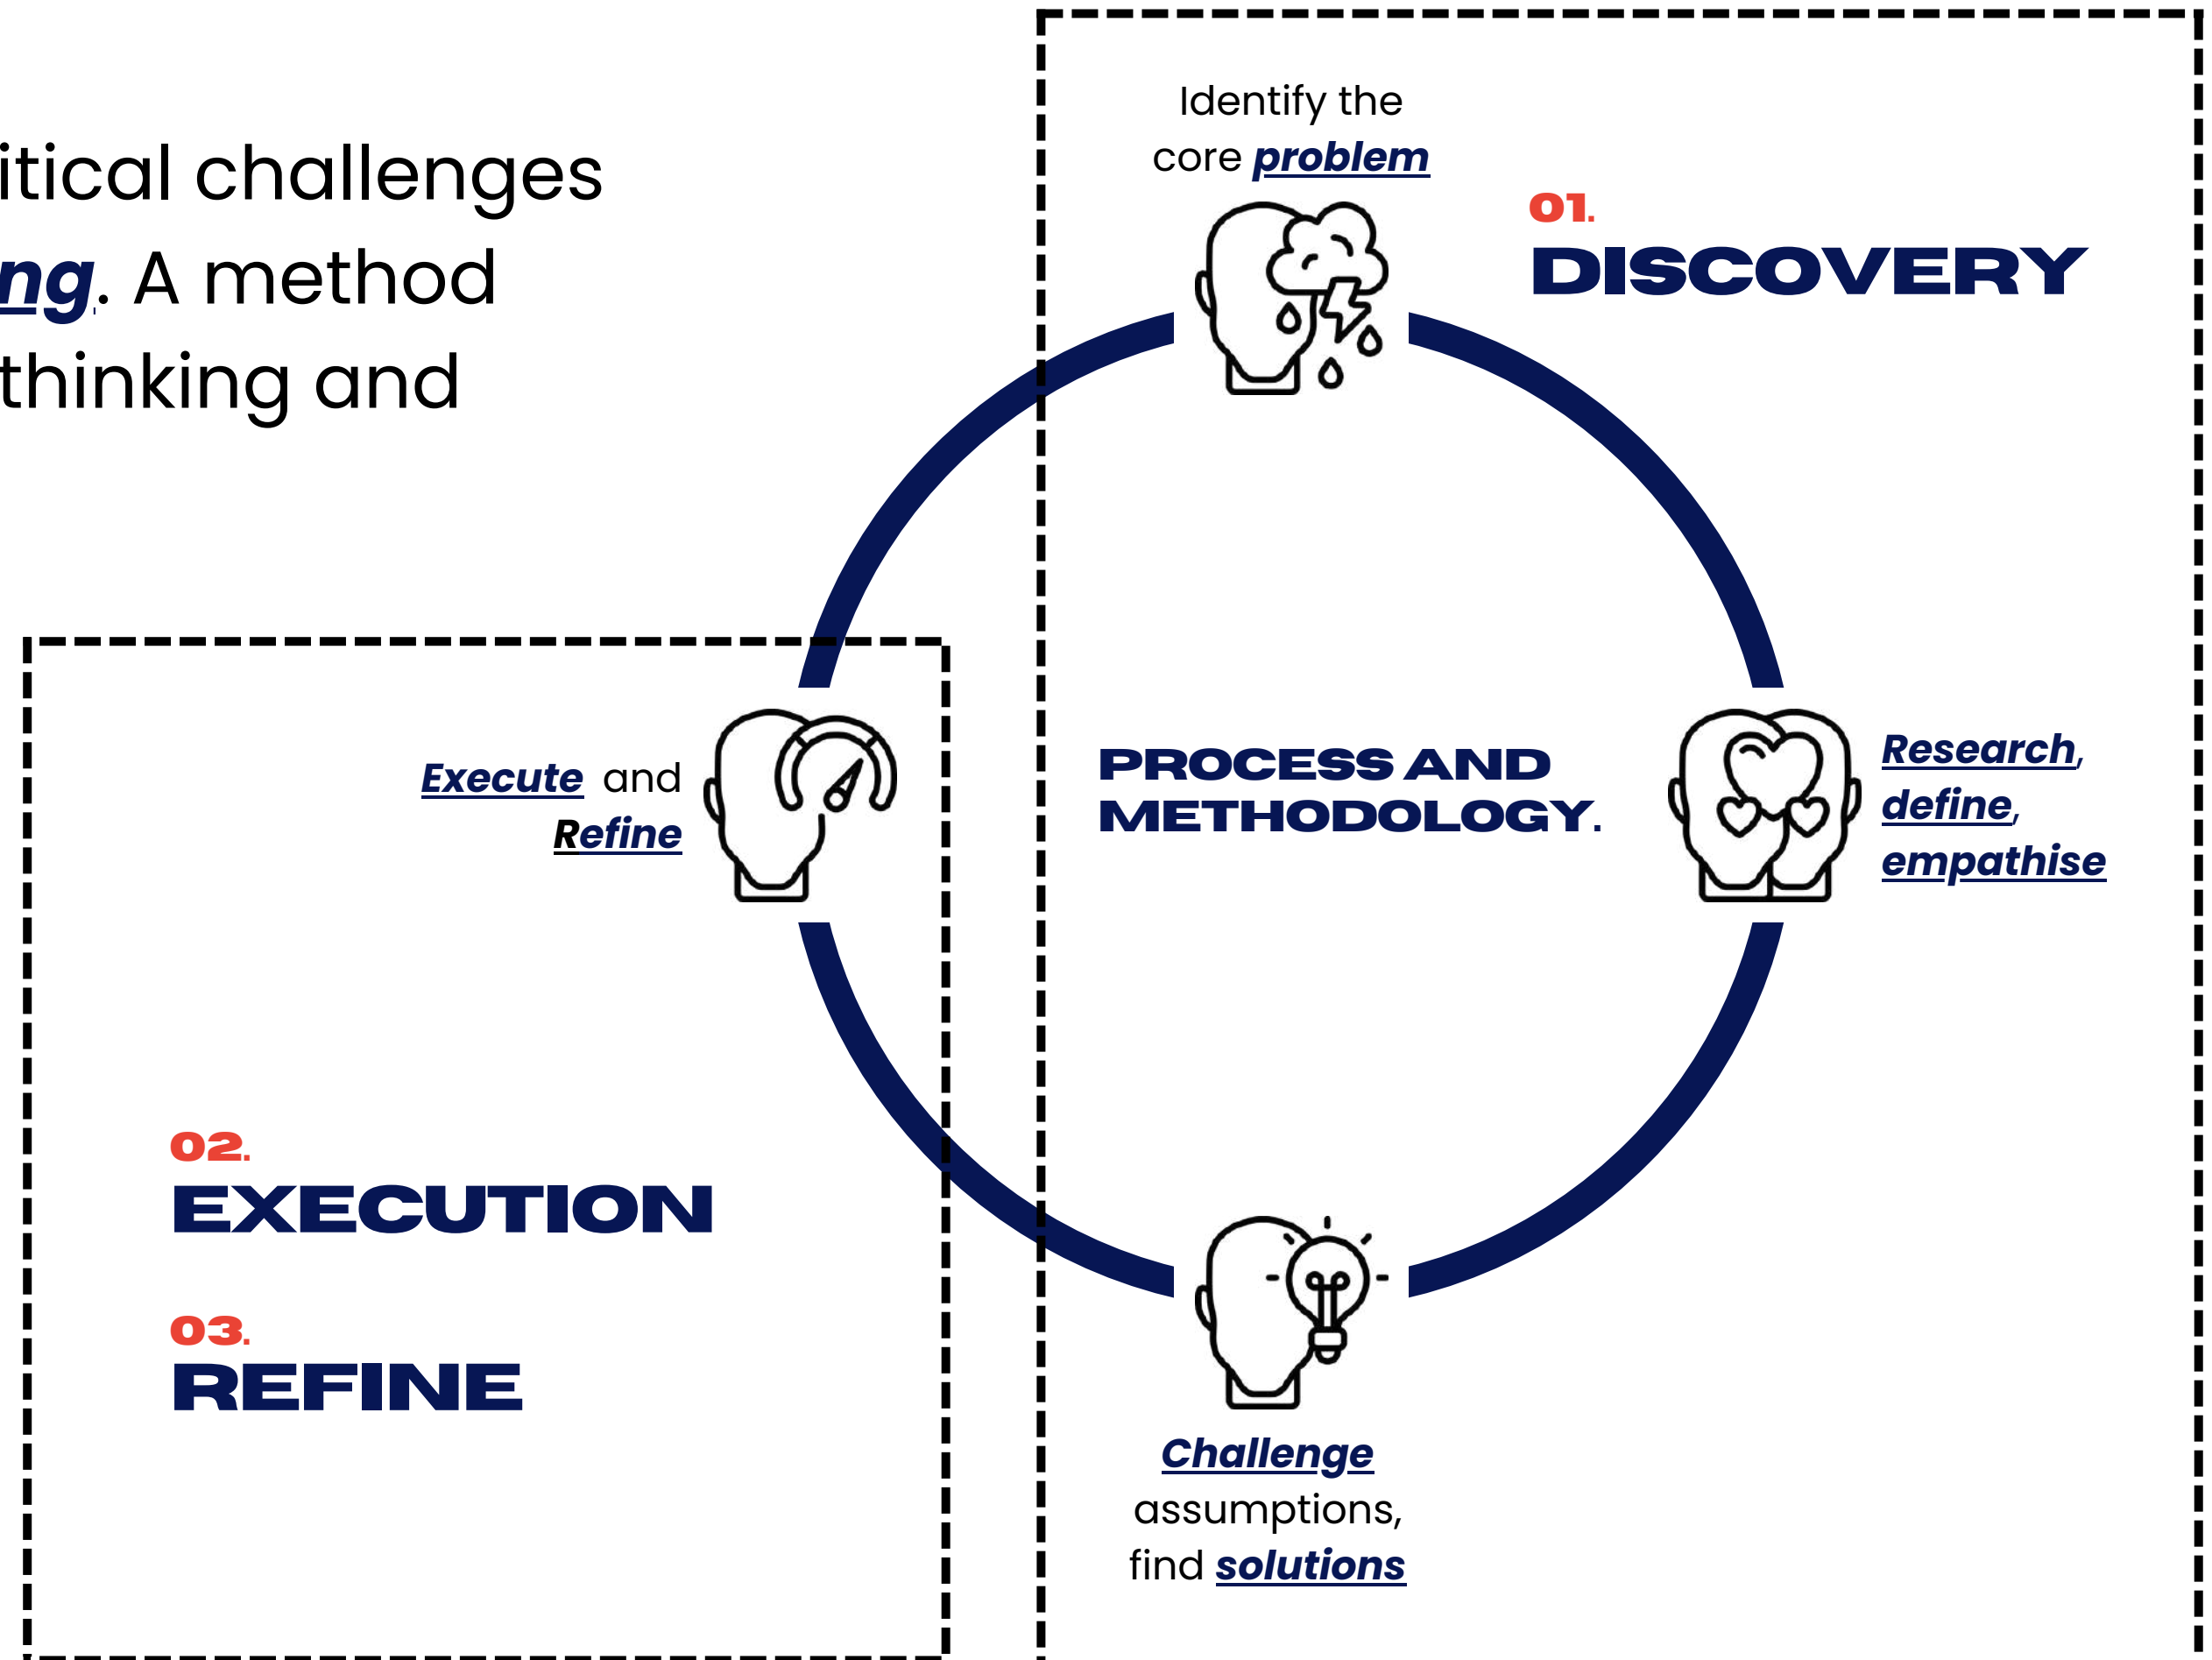 itical challenges
ng. A method
thinking and
Identify the
core problem
01.
DISCOVERY
Execute and
Refine
PROCESS AND
METHODOLOGY.
Research,
define,
empathise
02.
EXECUTION
03.
REFINE
Challenge
assumptions,
find solutions